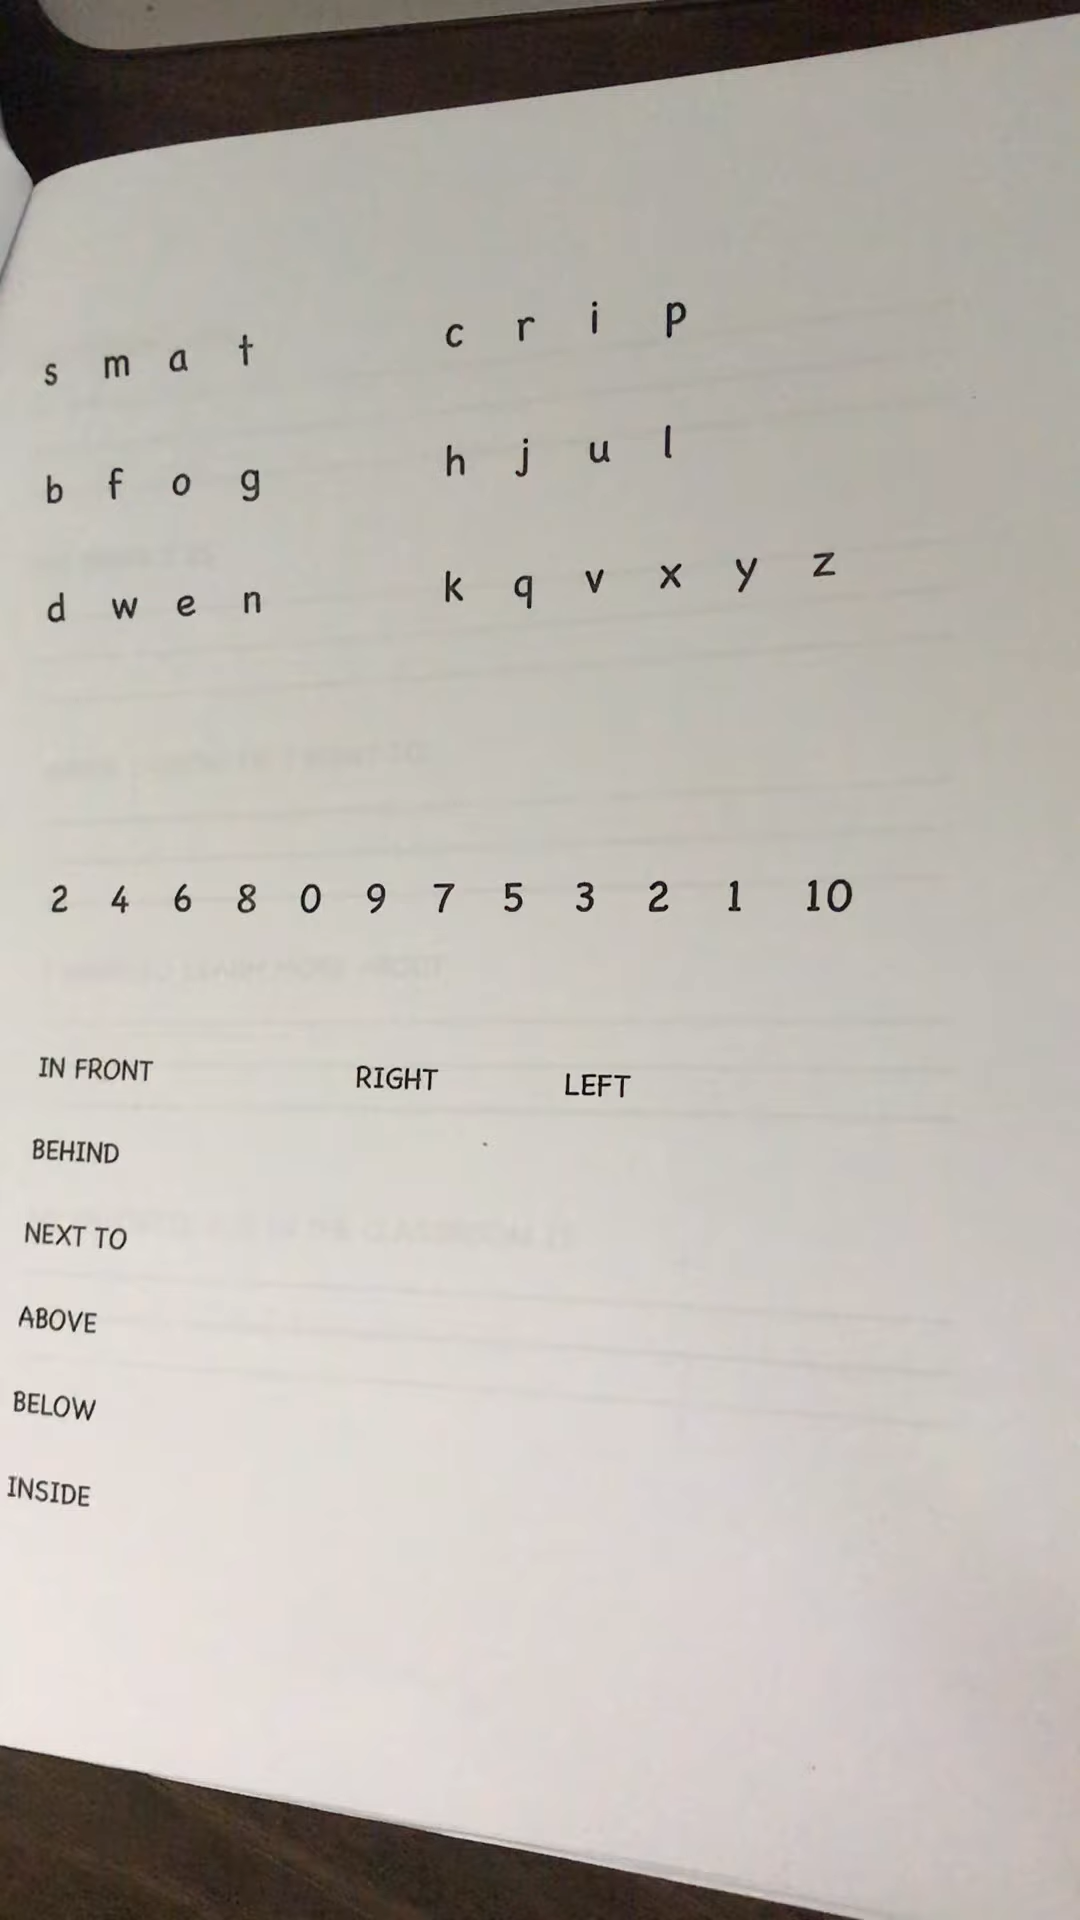 s m a t c r i p
b f o g h j u l
d w e n k q v x y z
2 4 6 8 0 9 7 5 3 2 1 10
IN FRONT RIGHT LEFT
BEHIND
NEXT TO
ABOVE
BELOW
INSIDE